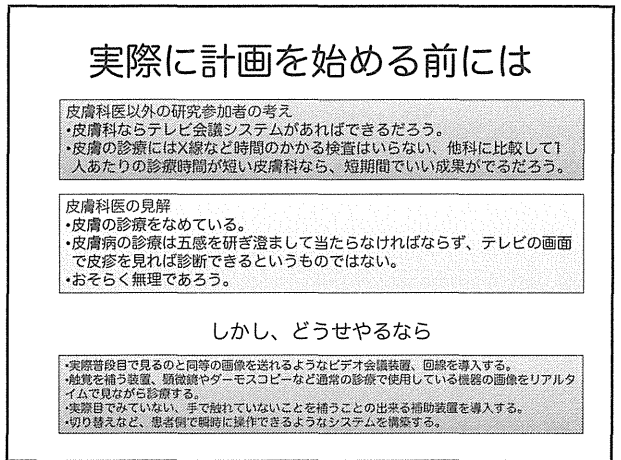 実際に計画を始める前には
皮膚科医以外の研究参加者の考え
・皮膚科ならテレビ会議システムがあればできるだろう。
・皮膚の診療にはX線など時間のかかる検査はいらない、他科に比較して1
人あたりの診療時間が短い皮膚科なら、短期間でいい成果がでるだろう。
皮膚科医の見解
・皮膚の診療をなめている。
・皮膚病の診療は五感を研ぎ澄まして当たらなければならず、テレビの画面
で皮疹を見れば診断できるというものではない。
・おそらく無理であろう。
しかし、どうせやるなら
・実際普段目で見るのと同等の画像を送れるようなビデオ会議装置、回線を導入する。
・触覚を補う装置、顕微鏡やダーモスコピーなど通常の診療で使用している機器の画像をリアルタ
イムで見ながら診療する。
・実際目でみていない、手で触れていないことを補うことの出来る補助装置を導入する。
・切り替えなど、患者側で瞬時に操作できるようなシステムを構築する。